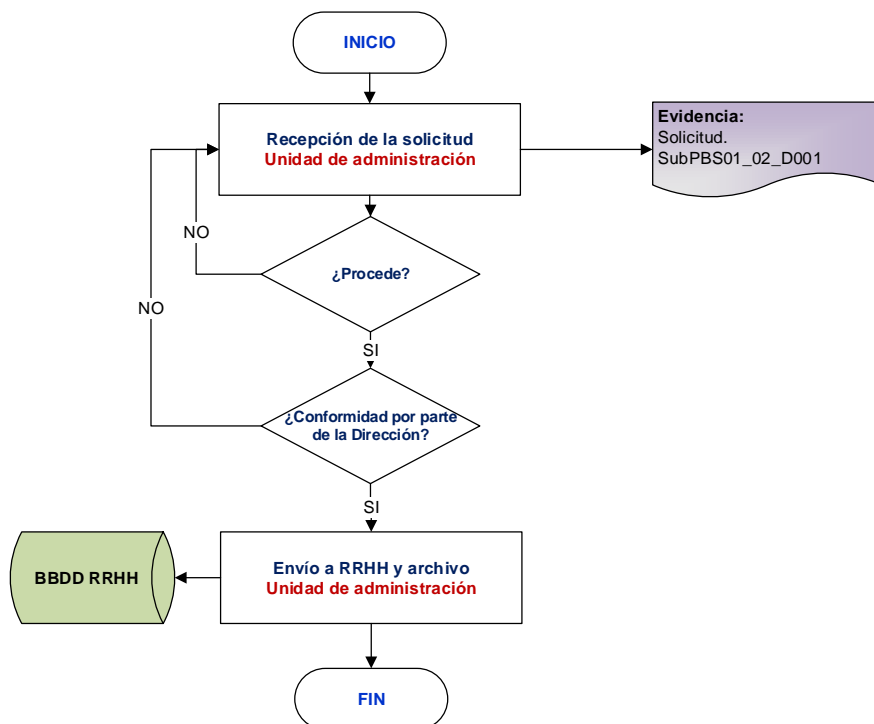 INICIO
Recepción de la solicitud
Unidad de administración
Evidencia:
Solicitud.
SubPBS01_02_D001
NO
¿Procede?
NO
SI
¿Conformidad por parte
de la Dirección?
SI
Envío a RRHH y archivo
Unidad de administración
BBDD RRHH
FIN